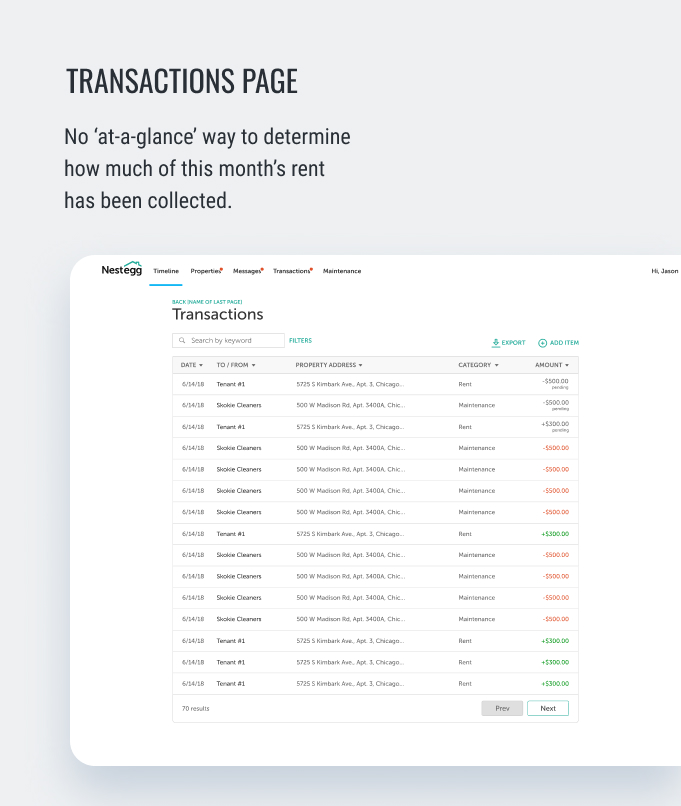 TRANSACTIONS PAGE
No ‘at-a-glance’ way to determine
how much of this month’s rent
has been collected.
Nestegg Timeline Properties Messages Transactions Maintenance Hi, Jason
BACK (NAME OF LAST PAGE)
Transactions
Search by keyword FILTERS EXPORT ADD ITEM
DATE TO / FROM PROPERTY ADDRESS CATEGORY AMOUNT
6/14/18 Tenant #1 5725 S Kimbark Ave., Apt. 3, Chicago... Rent -$500.00
pending
6/14/18 Skokie Cleaners 500 W Madison Rd, Apt. 3400A, Chic... Maintenance -$500.00
pending
6/14/18 Tenant #1 5725 S Kimbark Ave., Apt. 3, Chicago... Rent +$300.00
pending
6/14/18 Skokie Cleaners 500 W Madison Rd, Apt. 3400A, Chic... Maintenance -$500.00
6/14/18 Skokie Cleaners 500 W Madison Rd, Apt. 3400A, Chic... Maintenance -$500.00
6/14/18 Skokie Cleaners 500 W Madison Rd, Apt. 3400A, Chic... Maintenance -$500.00
6/14/18 Skokie Cleaners 500 W Madison Rd, Apt. 3400A, Chic... Maintenance -$500.00
6/14/18 Tenant #1 5725 S Kimbark Ave., Apt. 3, Chicago... Rent +$300.00
6/14/18 Skokie Cleaners 500 W Madison Rd, Apt. 3400A, Chic... Maintenance -$500.00
6/14/18 Skokie Cleaners 500 W Madison Rd, Apt. 3400A, Chic... Maintenance -$500.00
6/14/18 Skokie Cleaners 500 W Madison Rd, Apt. 3400A, Chic... Maintenance -$500.00
6/14/18 Skokie Cleaners 500 W Madison Rd, Apt. 3400A, Chic... Maintenance -$500.00
6/14/18 Tenant #1 5725 S Kimbark Ave., Apt. 3, Chicago... Rent +$300.00
6/14/18 Tenant #1 5725 S Kimbark Ave., Apt. 3, Chicago... Rent +$300.00
6/14/18 Tenant #1 5725 S Kimbark Ave., Apt. 3, Chicago... Rent +$300.00
70 results Prev Next